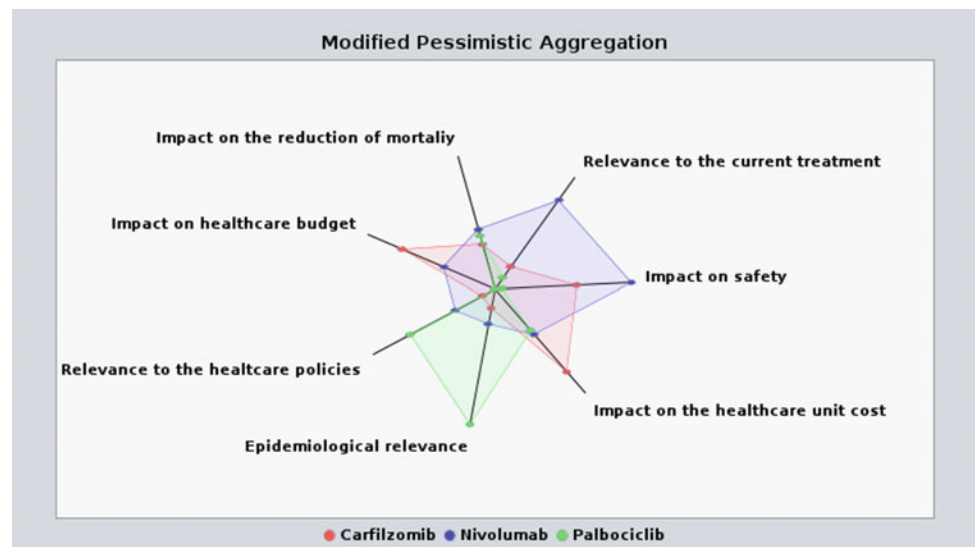 Modified Pessimistic Aggregation
Impact on the reduction of mortaliy
Relevance to the current treatment
Impact on healthcare budget
Impact on safety
Relevance to the healtcare policies
Impact on the healthcare unit cost
Epidemiological relevance
Carfilzomib Nivolumab Palbociclib